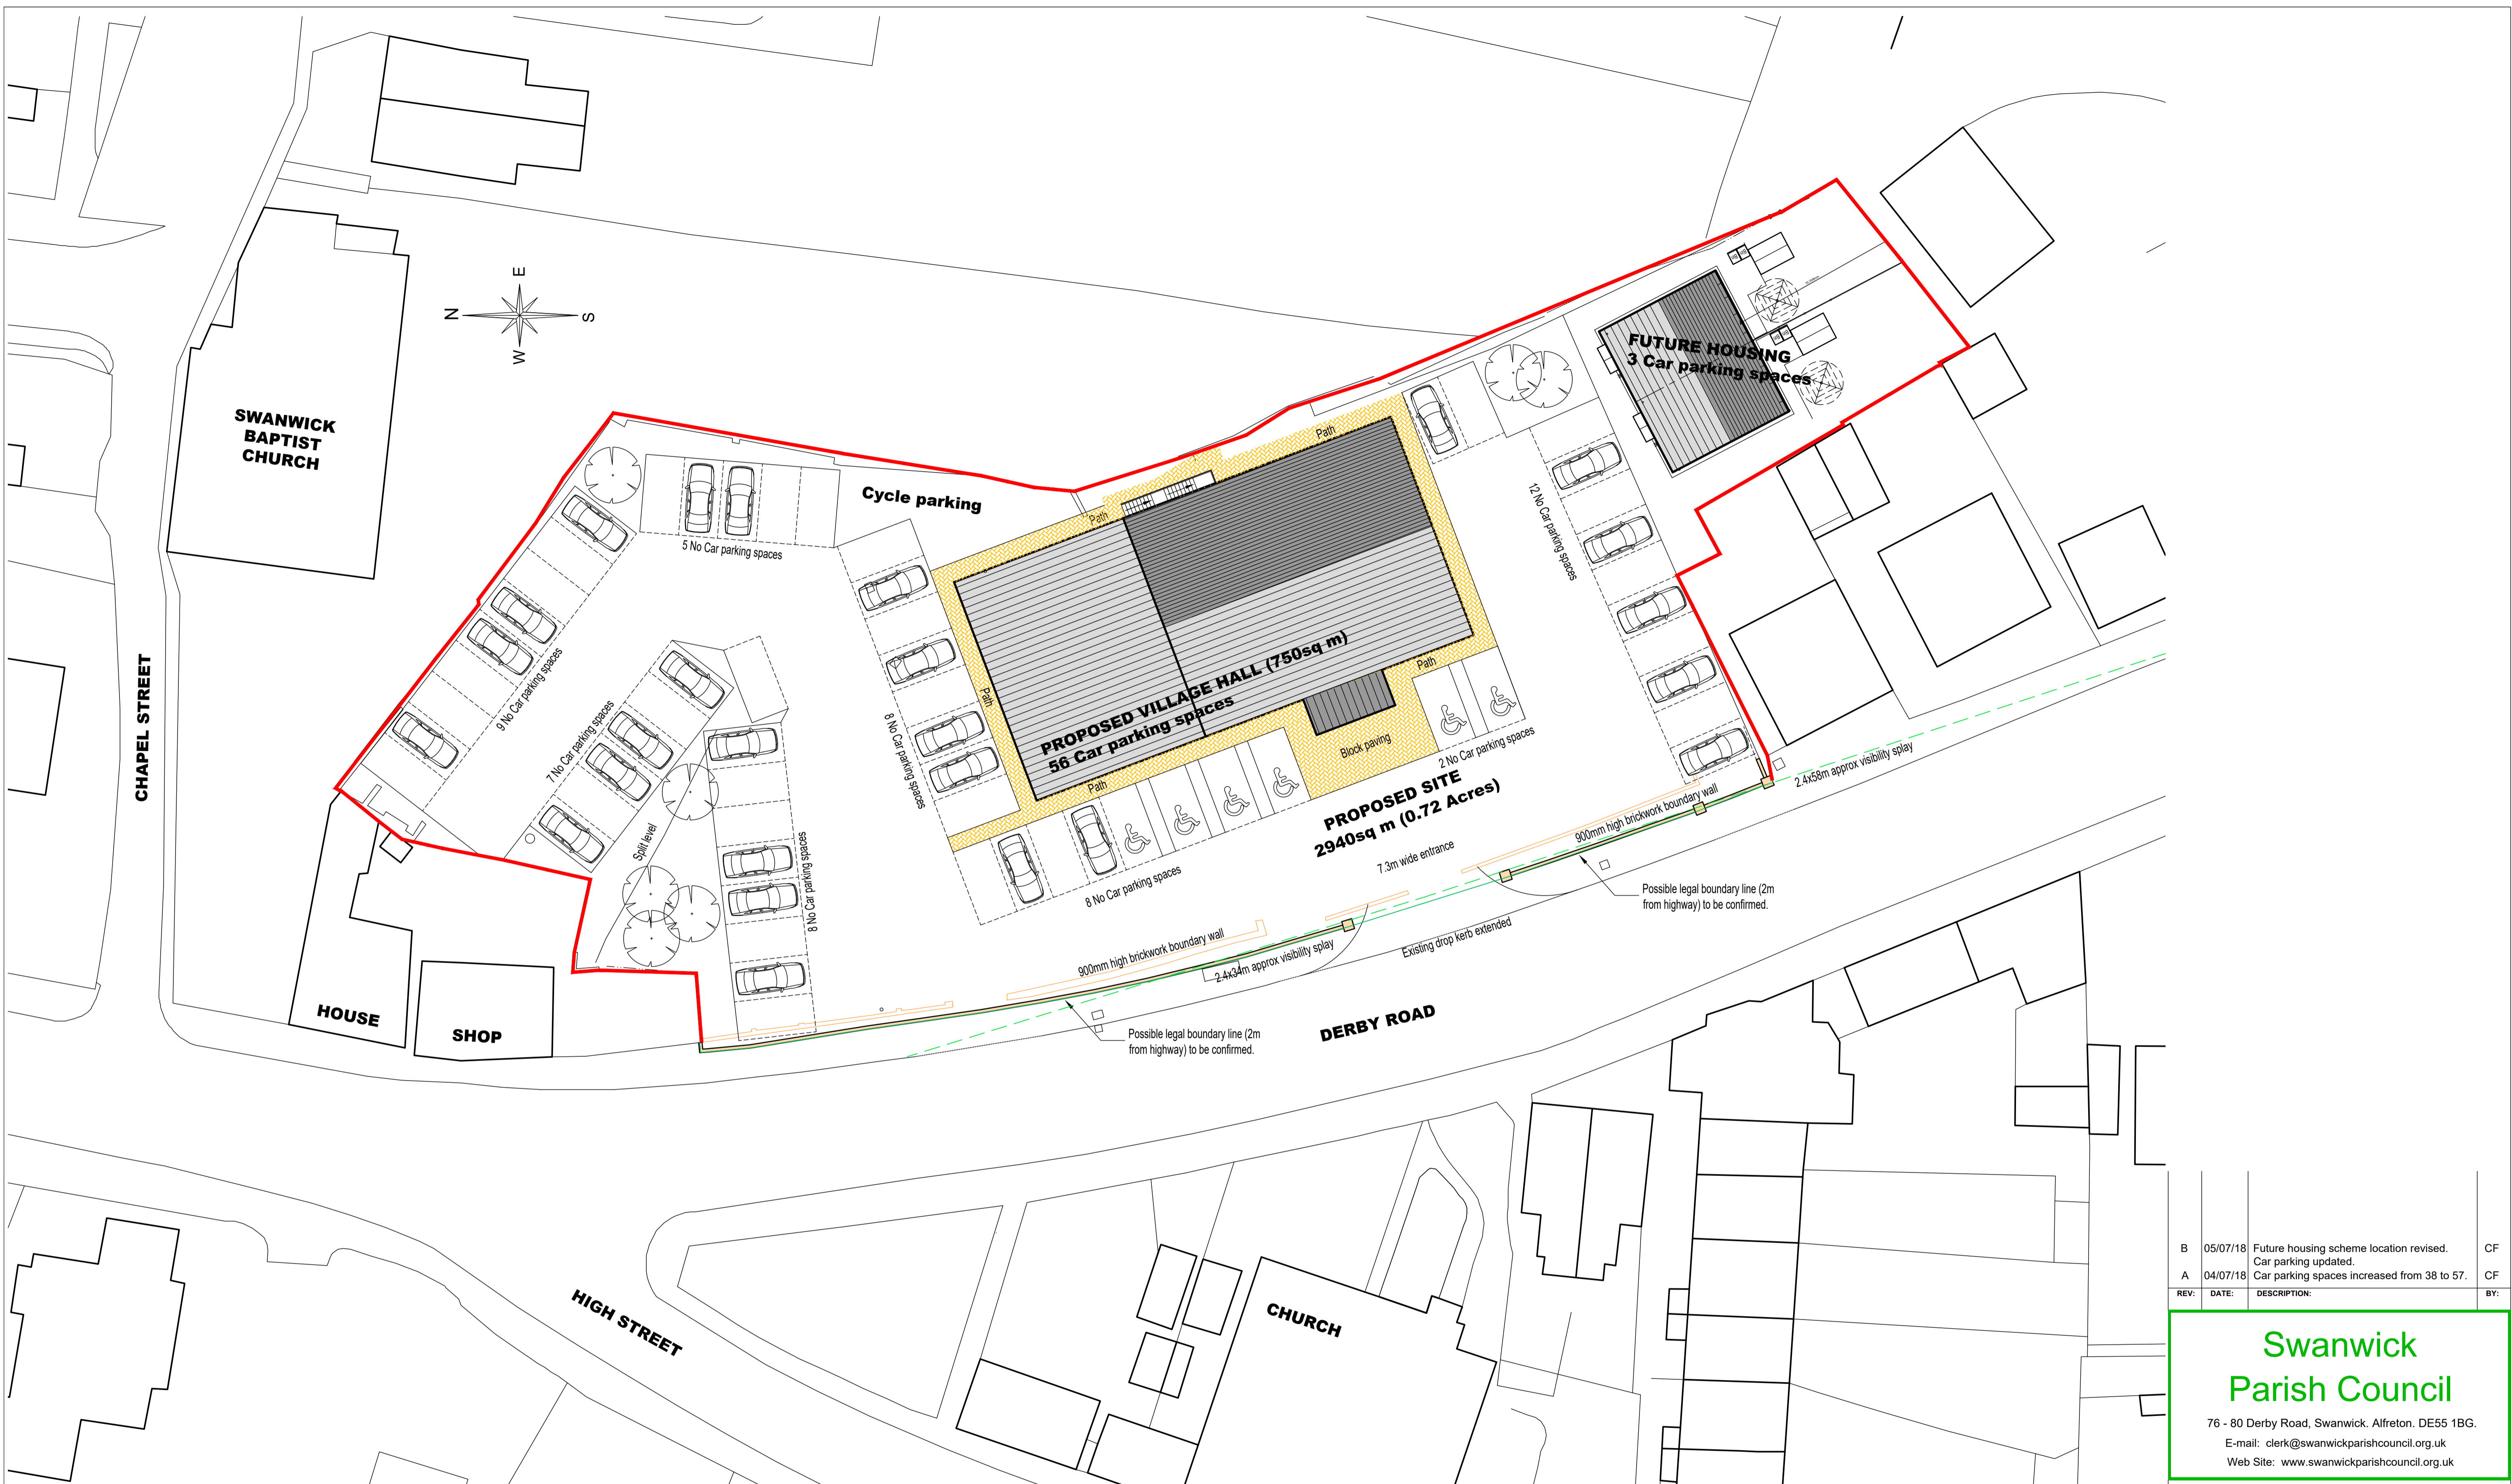 E
N
S
W
SWANWICK
BAPTIST
CHURCH
CHAPEL STREET
FUTURE HOUSING
3 Car parking spaces
Cycle parking
5 No Car parking spaces
9 No Car parking spaces
7 No Car parking spaces
8 No Car parking spaces
12 No Car parking spaces
Path
Path
Path
Path
Path
PROPOSED VILLAGE HALL (750sq m)
56 Car parking spaces
Block paving
2 No Car parking spaces
8 No Car parking spaces
8 No Car parking spaces
Split level
PROPOSED SITE
2940sq m (0.72 Acres)
7.3m wide entrance
900mm high brickwork boundary wall
2.4x58m approx visibility splay
Possible legal boundary line (2m
from highway) to be confirmed.
900mm high brickwork boundary wall
2.4x34m approx visibility splay
Existing drop kerb extended
Possible legal boundary line (2m
from highway) to be confirmed.
HOUSE
SHOP
DERBY ROAD
HIGH STREET
CHURCH
B 05/07/18 Future housing scheme location revised. CF
Car parking updated.
A 04/07/18 Car parking spaces increased from 38 to 57. CF
REV: DATE: DESCRIPTION: BY:
Swanwick
Parish Council
76 - 80 Derby Road, Swanwick. Alfreton. DE55 1BG.
E-mail: clerk@swanwickparishcouncil.org.uk
Web Site: www.swanwickparishcouncil.org.uk